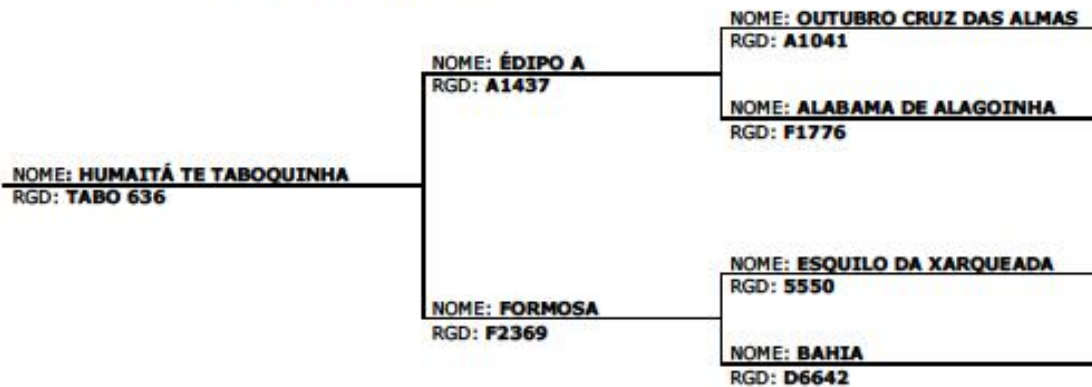 NOME: OUTUBRO CRUZ DAS ALMAS
RGD: A1041
NOME: ÉDIPO A
RGD: A1437
NOME: ALABAMA DE ALAGOINHA
RGD: F1776
NOME: HUMAITÁ TE TABOQUINHA
RGD: TABO 636
NOME: ESQUILO DA XARQUEADA
RGD: 5550
NOME: FORMOSA
RGD: F2369
NOME: BAHIA
RGD: D6642